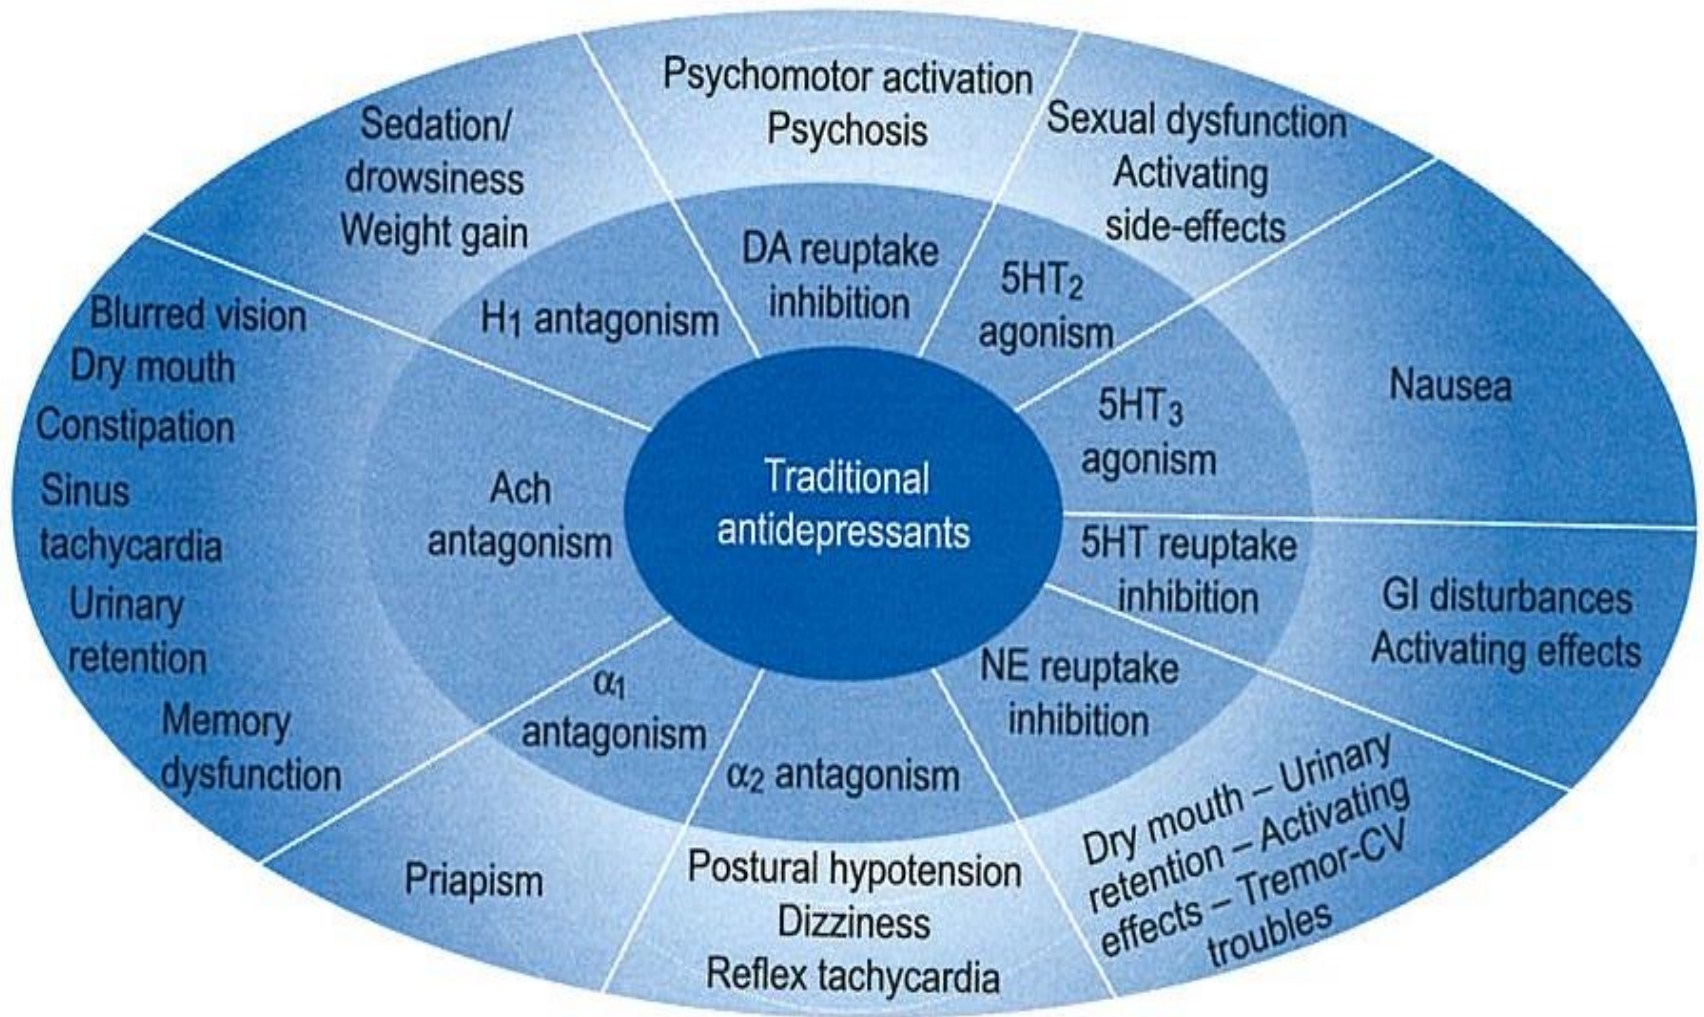 Psychomotor activation
Psychosis
Sexual dysfunction
Activating
side-effects
Nausea
GI disturbances
Activating effects
Dry mouth – Urinary
retention – Activating
effects – Tremor-CV
troubles
Postural hypotension
Dizziness
Reflex tachycardia
Priapism
Blurred vision
Dry mouth
Constipation
Sinus
tachycardia
Urinary
retention
Memory
dysfunction
Sedation/
drowsiness
Weight gain
DA reuptake
inhibition
5HT₂
agonism
5HT₃
agonism
5HT reuptake
inhibition
NE reuptake
inhibition
α₂ antagonism
α₁
antagonism
Ach
antagonism
H₁ antagonism
Traditional
antidepressants